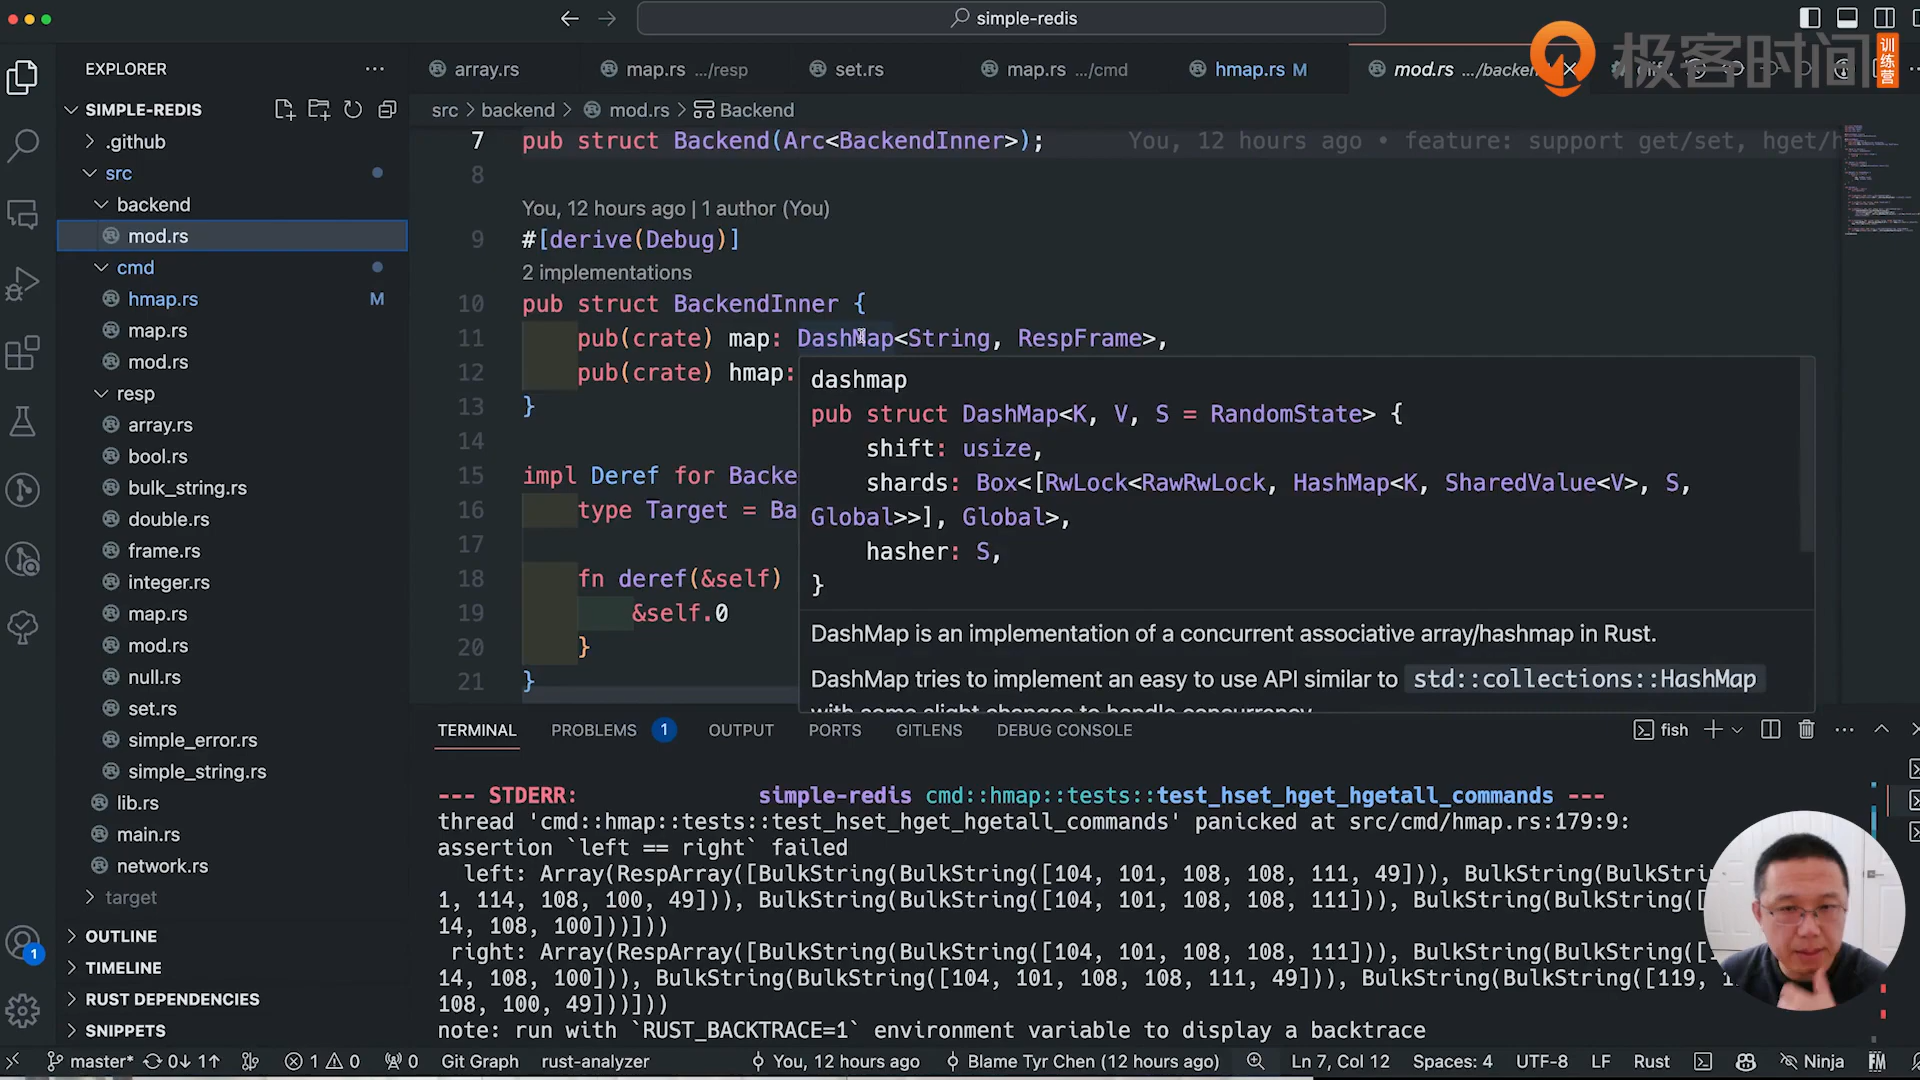 simple-redis
极客时间 训练营
EXPLORER
array.rs
map.rs .../resp
set.rs
map.rs .../cmd
hmap.rs M
mod.rs .../backend
SIMPLE-REDIS
src > backend > mod.rs > Backend
.github
src
backend
mod.rs
cmd
hmap.rs M
map.rs
mod.rs
resp
array.rs
bool.rs
bulk_string.rs
double.rs
frame.rs
integer.rs
map.rs
mod.rs
null.rs
set.rs
simple_error.rs
simple_string.rs
lib.rs
main.rs
network.rs
target
OUTLINE
TIMELINE
RUST DEPENDENCIES
SNIPPETS
7 pub struct Backend(Arc<BackendInner>); You, 12 hours ago • feature: support get/set, hget/h
8
You, 12 hours ago | 1 author (You)
9 #[derive(Debug)]
2 implementations
10 pub struct BackendInner {
11 pub(crate) map: DashMap<String, RespFrame>,
12 pub(crate) hmap:
13 }
14
15 impl Deref for Backe
16 type Target = Ba
17
18 fn deref(&self)
19 &self.0
20 }
21 }
dashmap
pub struct DashMap<K, V, S = RandomState> {
shift: usize,
shards: Box<[RwLock<RawRwLock, HashMap<K, SharedValue<V>, S,
Global>>], Global>,
hasher: S,
}
DashMap is an implementation of a concurrent associative array/hashmap in Rust.
DashMap tries to implement an easy to use API similar to std::collections::HashMap
with some slight changes to handle concurrency.
TERMINAL PROBLEMS 1 OUTPUT PORTS GITLENS DEBUG CONSOLE fish
--- STDERR: simple-redis cmd::hmap::tests::test_hset_hget_hgetall_commands ---
thread 'cmd::hmap::tests::test_hset_hget_hgetall_commands' panicked at src/cmd/hmap.rs:179:9:
assertion `left == right` failed
left: Array(RespArray([BulkString(BulkString([104, 101, 108, 108, 111, 49])), BulkString(BulkStri
1, 114, 108, 100, 49])), BulkString(BulkString([104, 101, 108, 108, 111])), BulkString(BulkString([
14, 108, 100]))]))
right: Array(RespArray([BulkString(BulkString([104, 101, 108, 108, 111])), BulkString(BulkString([
14, 108, 100])), BulkString(BulkString([104, 101, 108, 108, 111, 49])), BulkString(BulkString([119,
108, 100, 49]))]))
note: run with `RUST_BACKTRACE=1` environment variable to display a backtrace
1
master* 0↓ 1↑ 1 0 0 Git Graph rust-analyzer You, 12 hours ago Blame Tyr Chen (12 hours ago) Ln 7, Col 12 Spaces: 4 UTF-8 LF Rust Ninja